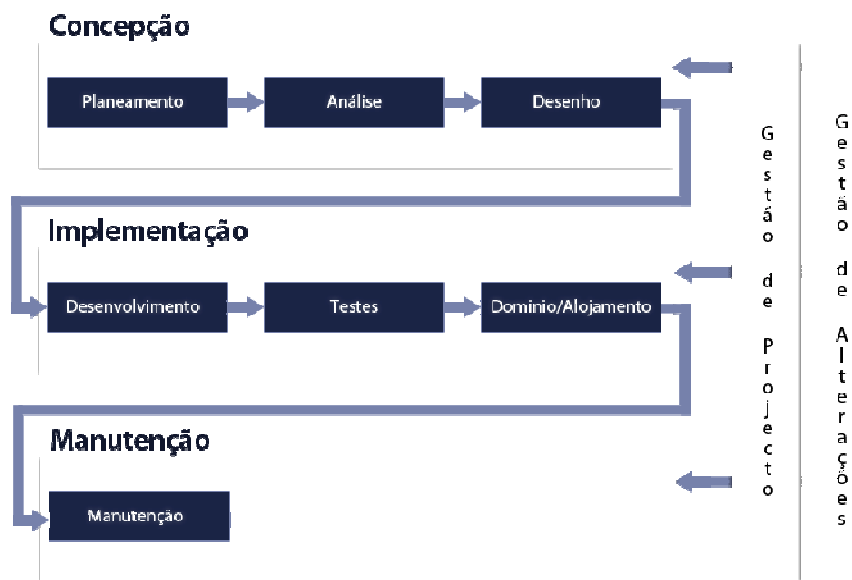 Concepção
Planeamento
Análise
Desenho
Implementação
Desenvolvimento
Testes
Dominio/Alojamento
Manutenção
Manutenção
Gestão de Projecto
Gestão de Alterações